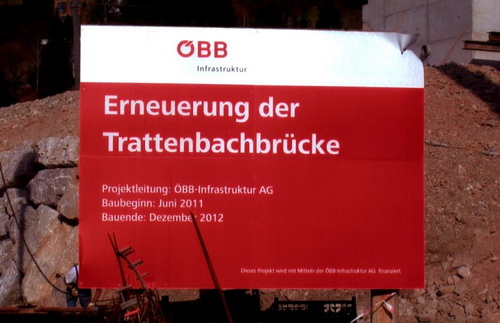 ÖBB
Infrastruktur
Erneuerung der
Trattenbachbrücke
Projektleitung: ÖBB-Infrastruktur AG
Baubeginn: Juni 2011
Bauende: Dezember 2012
Dieses Projekt wird mit Mitteln der ÖBB-Infrastruktur AG finanziert.